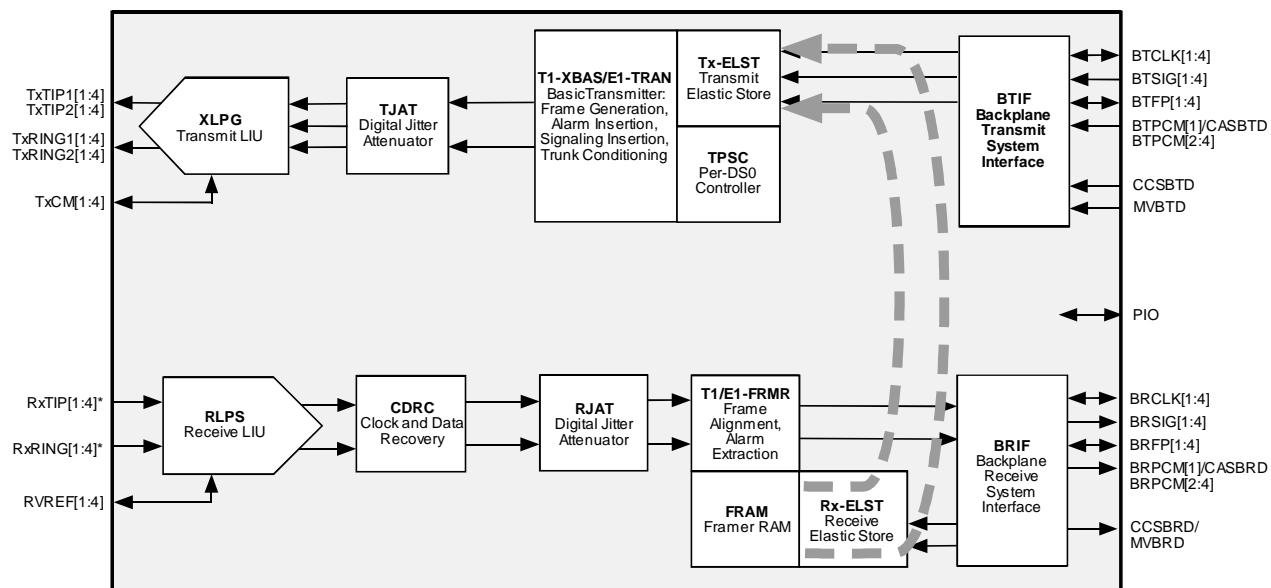 TxTIP1[1:4]
TxTIP2[1:4]
TxRING1[1:4]
TxRING2[1:4]
TxCM[1:4]
XLPG
Transmit LIU
TJAT
Digital Jitter
Attenuator
T1-XBAS/E1-TRAN
BasicTransmitter:
Frame Generation,
Alarm Insertion,
Signaling Insertion,
Trunk Conditioning
Tx-ELST
Transmit
Elastic Store
TPSC
Per-DS0
Controller
BTIF
Backplane
Transmit
System
Interface
BTCLK[1:4]
BTSIG[1:4]
BTFP[1:4]
BTPCM[1]/CASBTD
BTPCM[2:4]
CCSBTD
MVBTD
PIO
RxTIP[1:4]*
RxRING[1:4]*
RVREF[1:4]
RLPS
Receive LIU
CDRC
Clock and Data
Recovery
RJAT
Digital Jitter
Attenuator
T1/E1-FRMR
Frame
Alignment,
Alarm
Extraction
FRAM
Framer RAM
Rx-ELST
Receive
Elastic Store
BRIF
Backplane
Receive
System
Interface
BRCLK[1:4]
BRSIG[1:4]
BRFP[1:4]
BRPCM[1]/CASBRD
BRPCM[2:4]
CCSBRD/
MVBRD